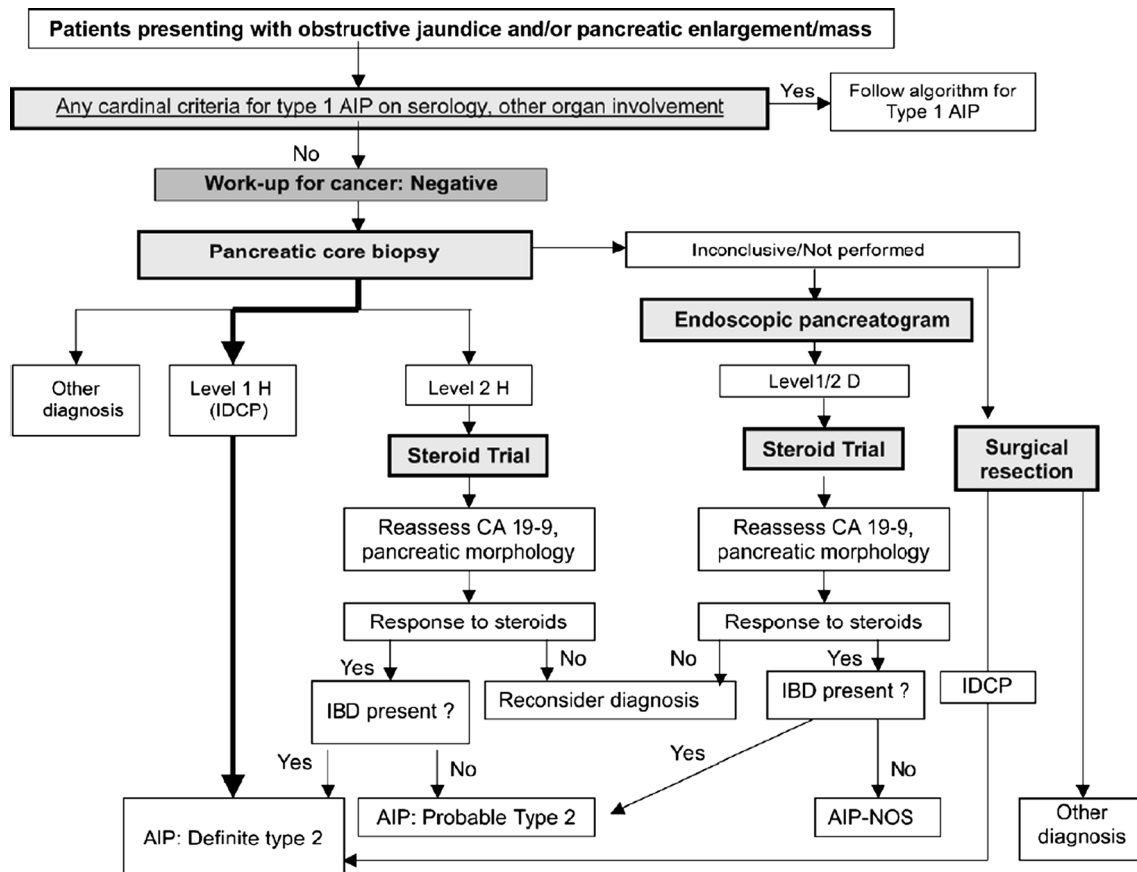 Patients presenting with obstructive jaundice and/or pancreatic enlargement/mass
Any cardinal criteria for type 1 AIP on serology, other organ involvement
Yes
Follow algorithm for
Type 1 AIP
No
Work-up for cancer: Negative
Pancreatic core biopsy
Inconclusive/Not performed
Endoscopic pancreatogram
Other
diagnosis
Level 1 H
(IDCP)
Level 2 H
Level1/2 D
Steroid Trial
Steroid Trial
Surgical
resection
Reassess CA 19-9,
pancreatic morphology
Reassess CA 19-9,
pancreatic morphology
Response to steroids
Response to steroids
Yes
No
No
Yes
IBD present ?
Reconsider diagnosis
IBD present ?
IDCP
Yes
No
Yes
No
AIP: Definite type 2
AIP: Probable Type 2
AIP-NOS
Other
diagnosis